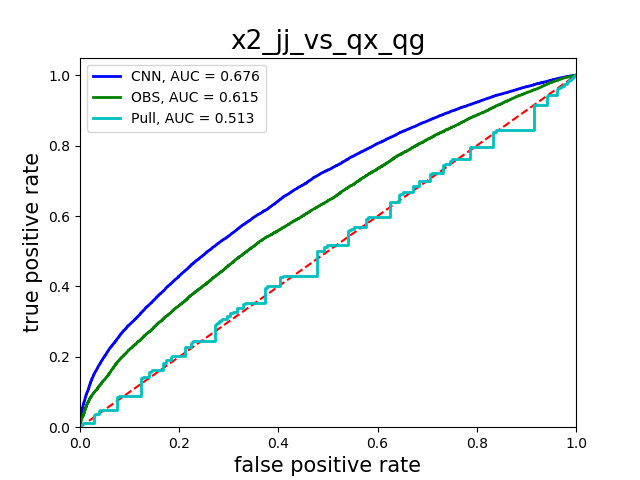 x2_jj_vs_qx_qg
CNN, AUC = 0.676
OBS, AUC = 0.615
Pull, AUC = 0.513
true positive rate
1.0
0.8
0.6
0.4
0.2
0.0
0.0 0.2 0.4 0.6 0.8 1.0
false positive rate